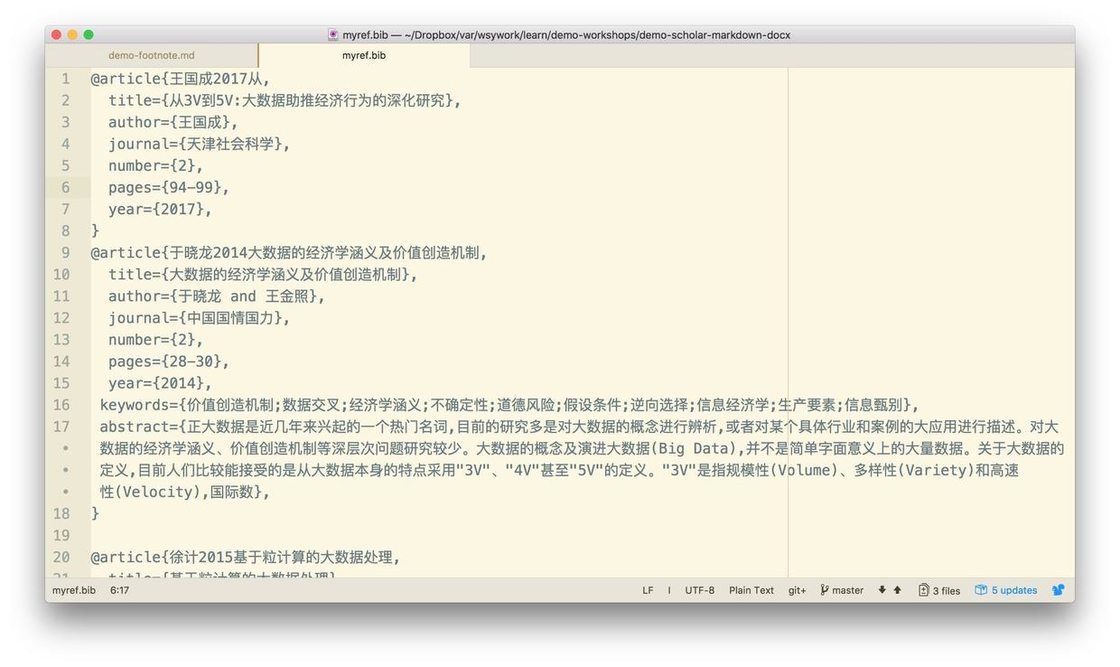 myref.bib — ~/Dropbox/var/wsywork/learn/demo-workshops/demo-scholar-markdown-docx
demo-footnote.md
myref.bib
1 @article{王国成2017从,
2 title={从3V到5V:大数据助推经济行为的深化研究},
3 author={王国成},
4 journal={天津社会科学},
5 number={2},
6 pages={94-99},
7 year={2017},
8 }
9 @article{于晓龙2014大数据的经济学涵义及价值创造机制,
10 title={大数据的经济学涵义及价值创造机制},
11 author={于晓龙 and 王金照},
12 journal={中国国情国力},
13 number={2},
14 pages={28-30},
15 year={2014},
16 keywords={价值创造机制;数据交叉;经济学涵义;不确定性;道德风险;假设条件;逆向选择;信息经济学;生产要素;信息甄别},
17 abstract={正大数据是近几年来兴起的一个热门名词,目前的研究多是对大数据的概念进行辨析,或者对某个具体行业和案例的大应用进行描述。对大
• 数据的经济学涵义、价值创造机制等深层次问题研究较少。大数据的概念及演进大数据(Big Data),并不是简单字面意义上的大量数据。关于大数据的
• 定义,目前人们比较能接受的是从大数据本身的特点采用"3V"、"4V"甚至"5V"的定义。"3V"是指规模性(Volume)、多样性(Variety)和高速
• 性(Velocity),国际数},
18 }
19
20 @article{徐计2015基于粒计算的大数据处理,
21 title={基于粒计算的大数据处理}
myref.bib 6:17 LF I UTF-8 Plain Text git+ master 3 files 5 updates